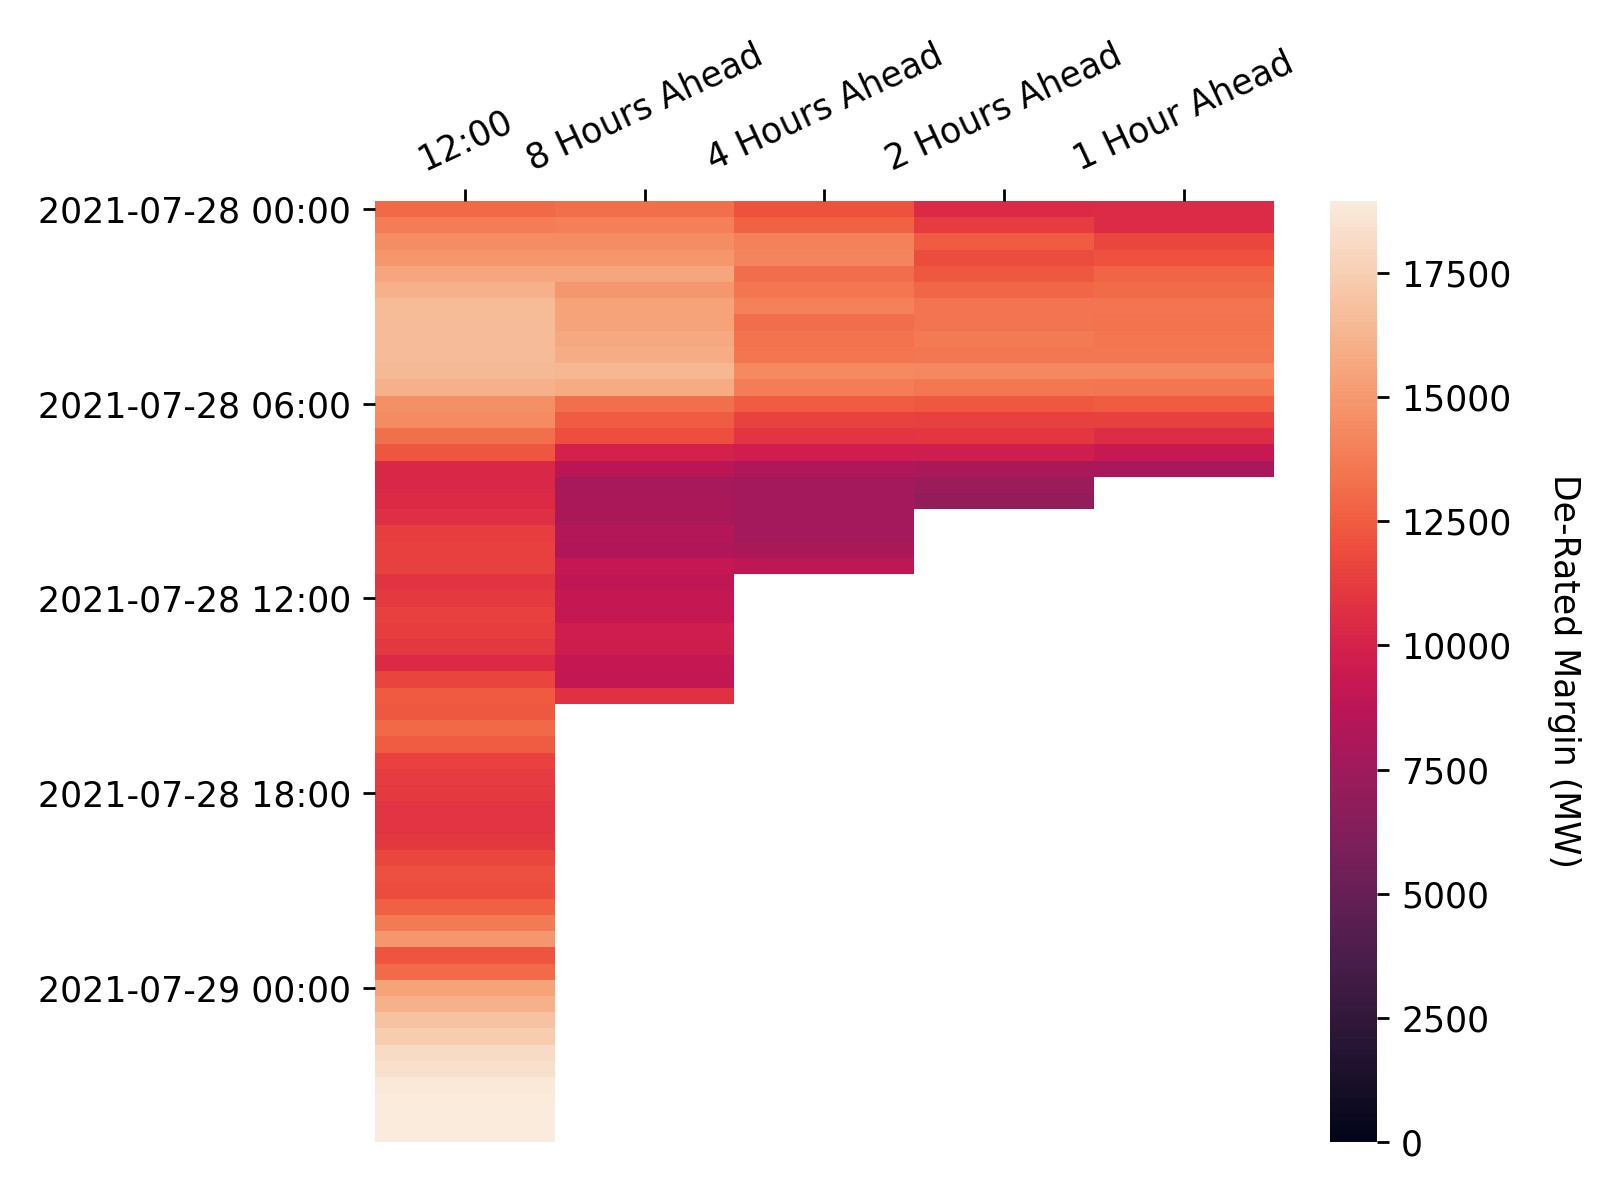 12:00
8 Hours Ahead
4 Hours Ahead
2 Hours Ahead
1 Hour Ahead
2021-07-28 00:00
2021-07-28 06:00
2021-07-28 12:00
2021-07-28 18:00
2021-07-29 00:00
17500
15000
12500
10000
7500
5000
2500
0
De-Rated Margin (MW)